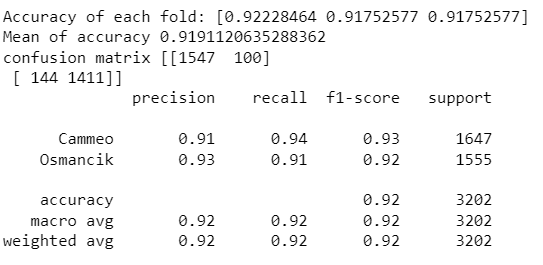 Accuracy of each fold: [0.92228464 0.91752577 0.91752577]
Mean of accuracy 0.9191120635288362
confusion matrix [[1547  100]
 [ 144 1411]]
              precision    recall  f1-score   support

      Cammeo       0.91      0.94      0.93      1647
    Osmancik       0.93      0.91      0.92      1555

    accuracy                           0.92      3202
   macro avg       0.92      0.92      0.92      3202
weighted avg       0.92      0.92      0.92      3202